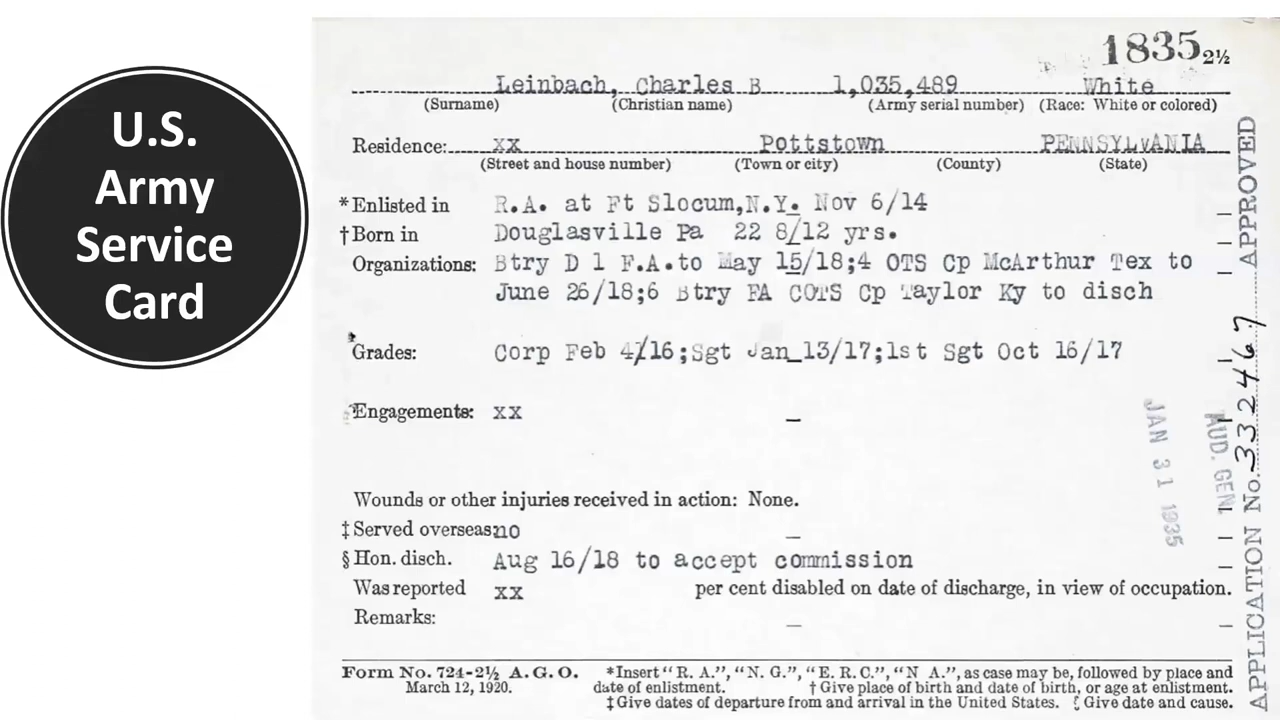 U.S.
Army
Service
Card
1835 2½
Leinbach, Charles B 1,035,489 White
(Surname) (Christian name) (Army serial number) (Race: White or colored)
Residence: xx Pottstown PENNSYLVANIA
(Street and house number) (Town or city) (County) (State)
*Enlisted in R.A. at Ft Slocum,N.Y. Nov 6/14
†Born in Douglasville Pa 22 8/12 yrs.
Organizations: Btry D 1 F.A.to May 15/18;4 OTS Cp McArthur Tex to
June 26/18;6 Btry FA COTS Cp Taylor Ky to disch
Grades: Corp Feb 4/16;Sgt Jan 13/17;1st Sgt Oct 16/17
Engagements: xx
Wounds or other injuries received in action: None.
‡Served overseas:no
§Hon. disch. Aug 16/18 to accept commission
Was reported xx per cent disabled on date of discharge, in view of occupation.
Remarks:
Form No. 724-2½ A.G.O. *Insert "R. A.", "N. G.", "E. R. C.", "N A.", as case may be, followed by place and
March 12, 1920. date of enlistment. † Give place of birth and date of birth, or age at enlistment.
‡Give dates of departure from and arrival in the United States. § Give date and cause.
JAN 31 1935
AUD. GEN.
APPLICATION No. 332467 APPROVED